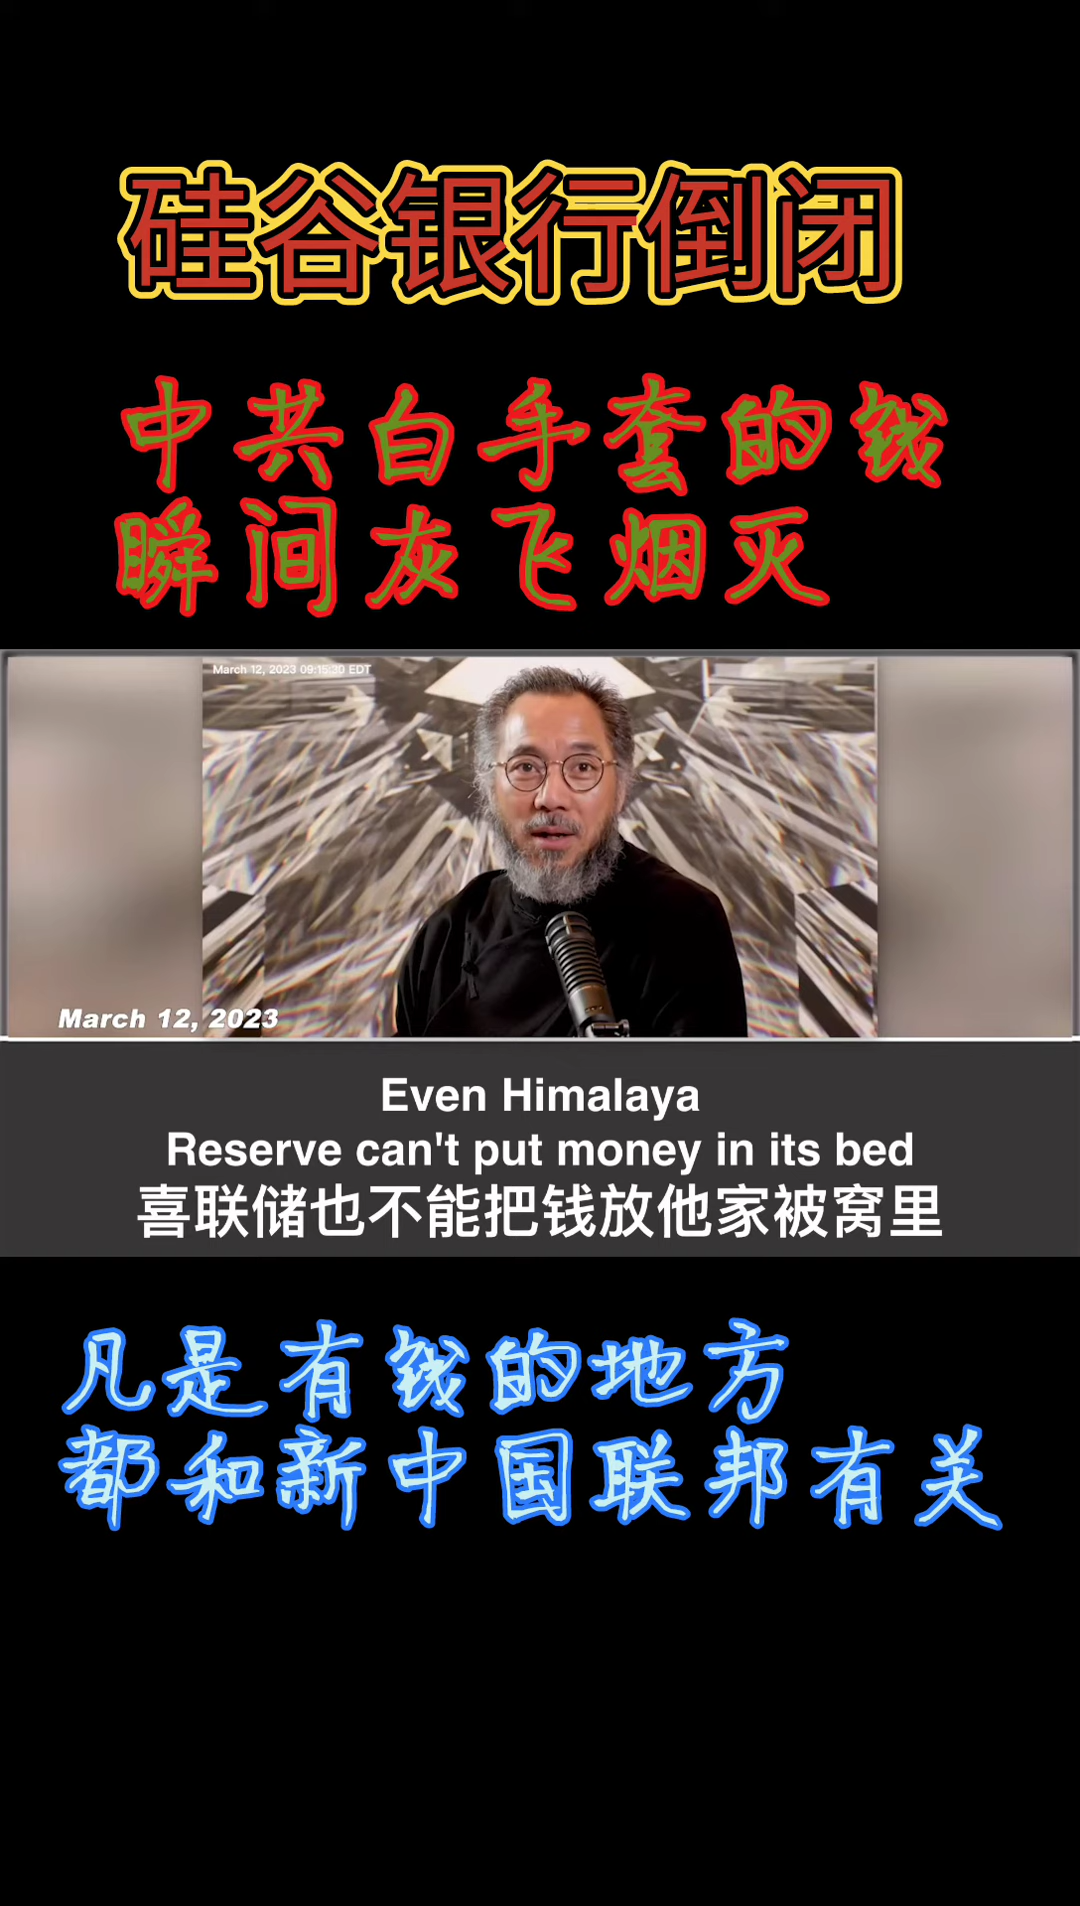 硅谷银行倒闭
中共白手套的钱
瞬间灰飞烟灭
March 12, 2023 09:15:30 EDT
March 12, 2023
Even Himalaya
Reserve can't put money in its bed
喜联储也不能把钱放他家被窝里
凡是有钱的地方
都和新中国联邦有关